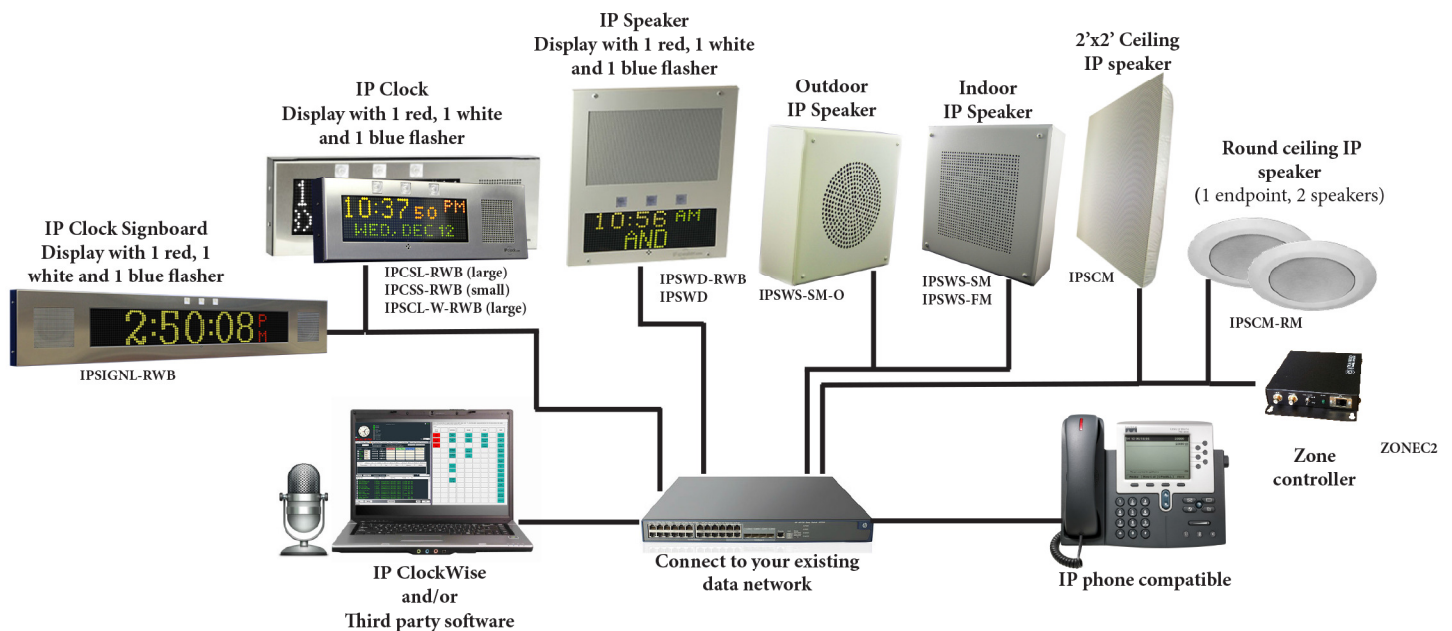 IP Speaker
Display with 1 red, 1 white
and 1 blue flasher
2’x2’ Ceiling
IP speaker
IP Clock
Display with 1 red, 1 white
and 1 blue flasher
Outdoor
IP Speaker
Indoor
IP Speaker
Round ceiling IP
speaker
(1 endpoint, 2 speakers)
IP Clock Signboard
Display with 1 red, 1
white and 1 blue flasher
10:37 50 PM
WED, DEC 12
10:56 AM
AND
IPCSL-RWB (large)
IPCSS-RWB (small)
IPSCL-W-RWB (large)
IPSWD-RWB
IPSWD
IPSWS-SM-O
IPSWS-SM
IPSWS-FM
IPSCM
IPSCM-RM
2:50:08 PM
IPSIGNL-RWB
Zone
controller
ZONEC2
IP ClockWise
and/or
Third party software
Connect to your existing
data network
IP phone compatible